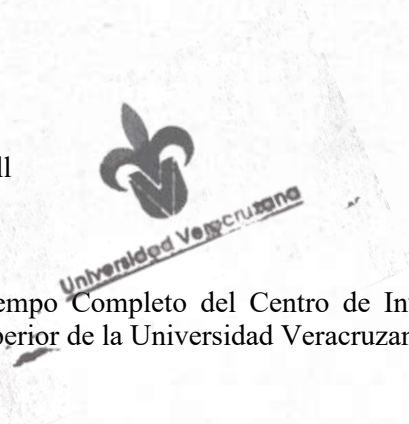 ll
Universidad Veracruzana
empo Completo del Centro de In
perior de la Universidad Veracruzan